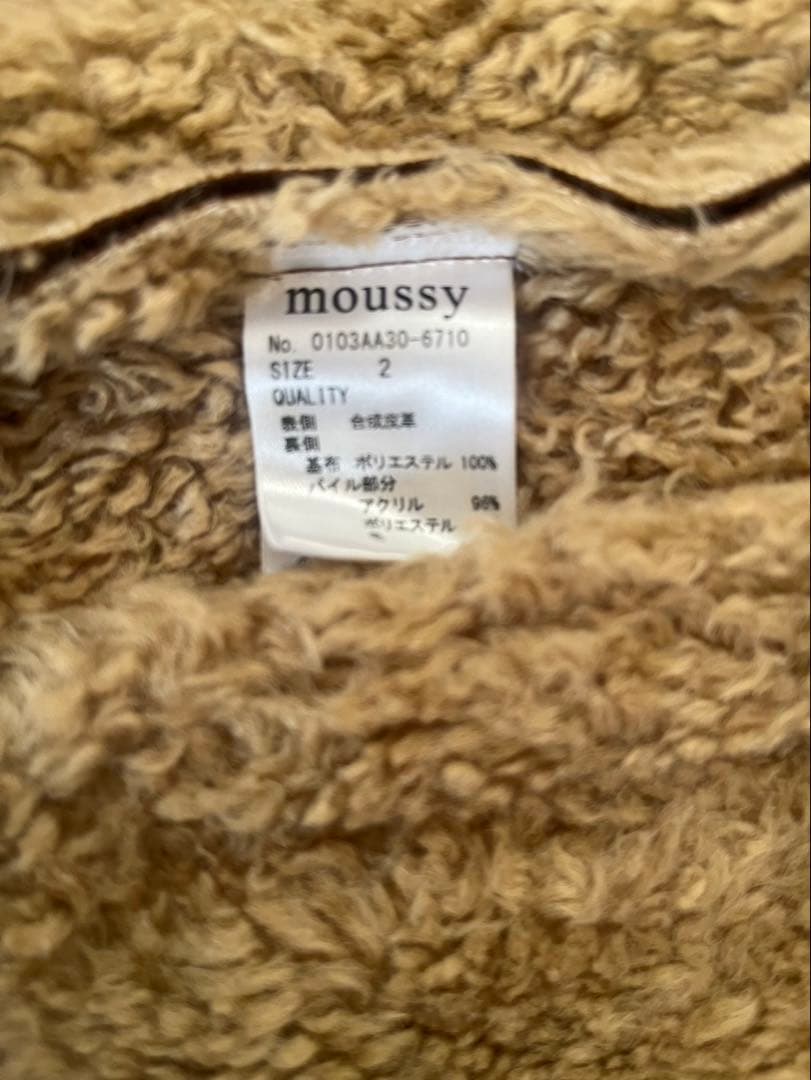 moussy
No. 0103AA30-6710
SIZE 2
QUALITY
表側 合成皮革
裏側
基布 ポリエステル 100%
パイル部分
アクリル 98%
ポリエステル